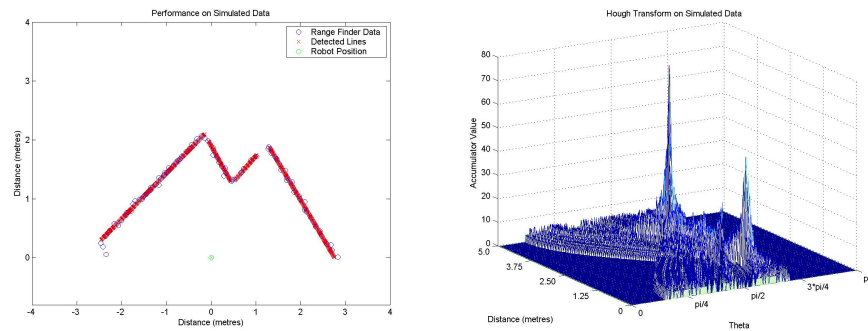 Performance on Simulated Data
4
3
2
1
0
Distance (metres)
-4
-3
-2
-1
0
1
2
3
4
Distance (metres)
Range Finder Data
Detected Lines
Robot Position
Hough Transform on Simulated Data
80
70
60
50
40
30
20
10
0
Accumulator Value
5.0
3.75
2.50
1.25
0
Distance (metres)
0
pi/4
pi/2
3*pi/4
P
Theta